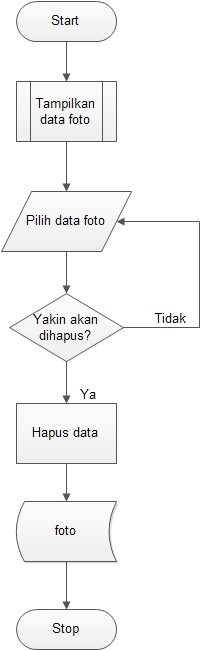 Start
Tampilkan
data foto
Pilih data foto
Yakin akan
dihapus?
Tidak
Ya
Hapus data
foto
Stop